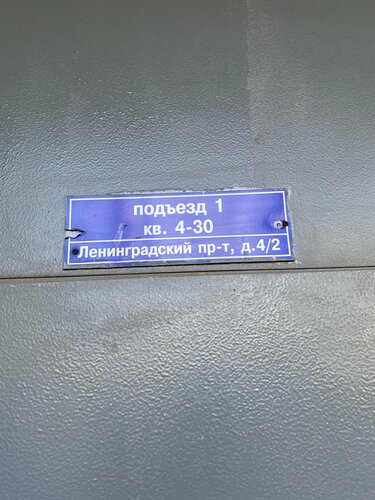 подъезд 1
кв. 4-30
Ленинградский пр-т, д.4/2